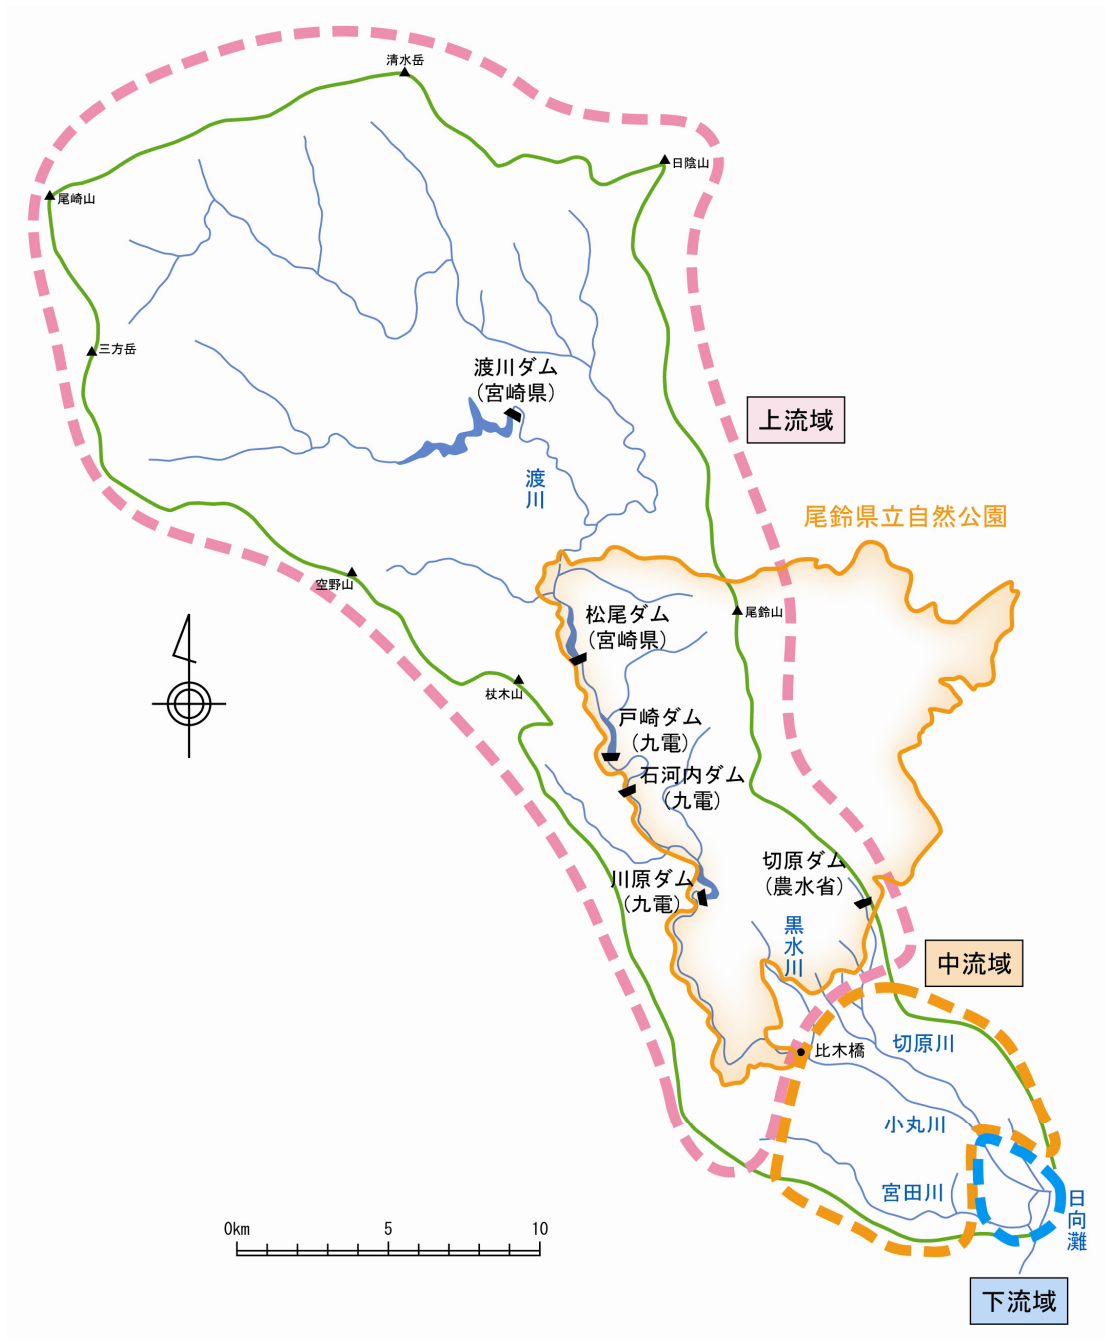 清水岳
日陰山
尾崎山
三方岳
渡川ダム
(宮崎県)
上流域
渡川
尾鈴県立自然公園
空野山
松尾ダム
(宮崎県)
尾鈴山
杖木山
戸崎ダム
(九電)
石河内ダム
(九電)
切原ダム
(農水省)
川原ダム
(九電)
黒水川
中流域
切原川
比木橋
小丸川
宮田川
日向灘
0km 5 10
下流域